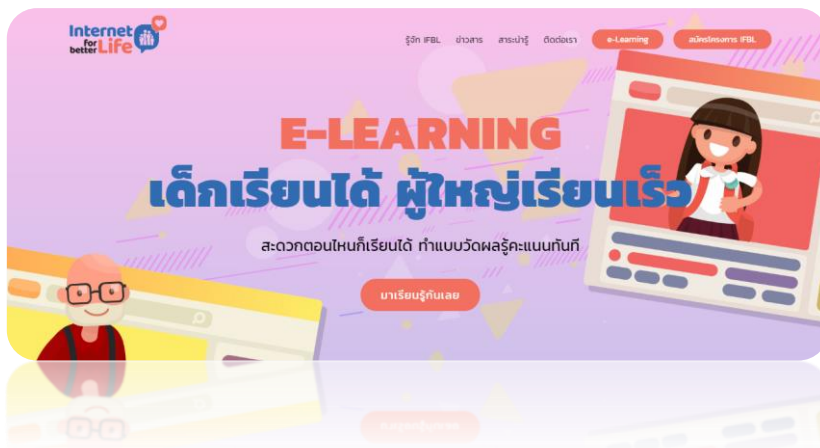 Internet
for
better Life
รู้จัก IFBL ข่าวสาร สาระน่ารู้ ติดต่อเรา e-Learning สมัครโครงการ IFBL
E-LEARNING
เด็กเรียนได้ ผู้ใหญ่เรียนเร็ว
สะดวกตอนไหนก็เรียนได้ ทำแบบวัดผลรู้คะแนนทันที
มาเรียนรู้กันเลย